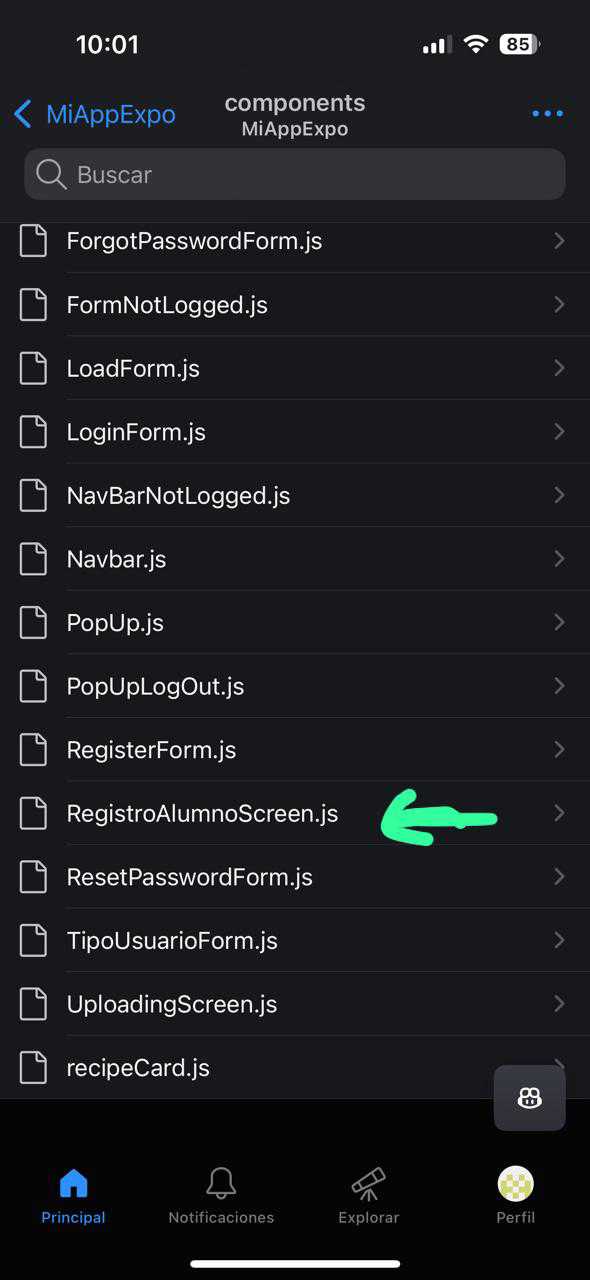 10:01
85
MiAppExpo
components
MiAppExpo
Buscar
ForgotPasswordForm.js
FormNotLogged.js
LoadForm.js
LoginForm.js
NavBarNotLogged.js
Navbar.js
PopUp.js
PopUpLogOut.js
RegisterForm.js
RegistroAlumnoScreen.js
ResetPasswordForm.js
TipoUsuarioForm.js
UploadingScreen.js
recipeCard.js
Principal
Notificaciones
Explorar
Perfil